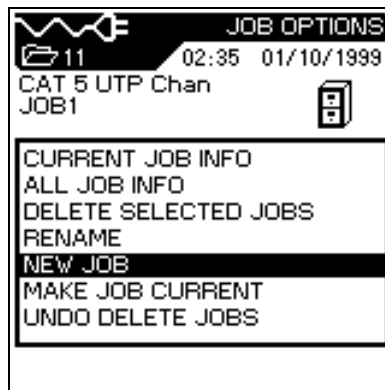 JOB OPTIONS
11 02:35 01/10/1999
CAT 5 UTP Chan
JOB1
CURRENT JOB INFO
ALL JOB INFO
DELETE SELECTED JOBS
RENAME
NEW JOB
MAKE JOB CURRENT
UNDO DELETE JOBS